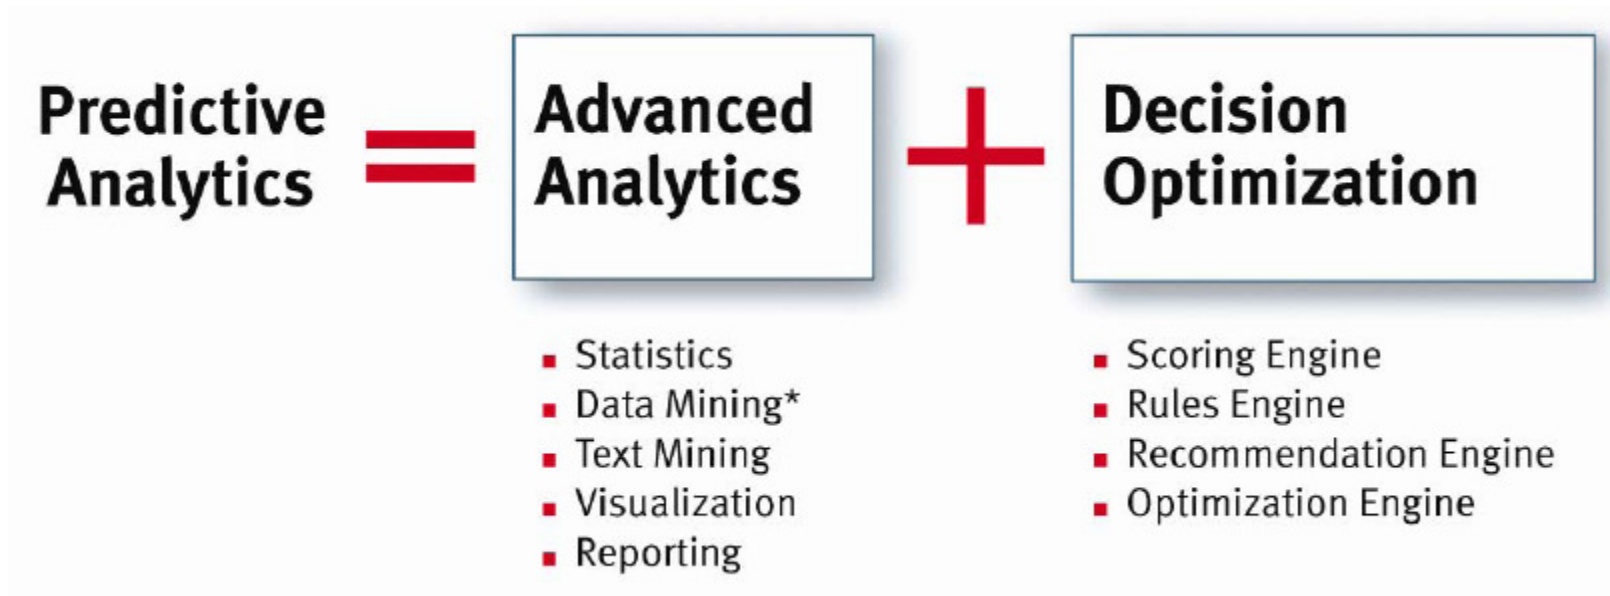 Predictive
Analytics
=
Advanced
Analytics
+
Decision
Optimization
Statistics
Data Mining*
Text Mining
Visualization
Reporting
Scoring Engine
Rules Engine
Recommendation Engine
Optimization Engine